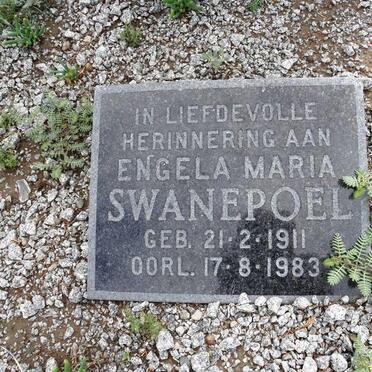 IN LIEFDEVOLLE
HERINNERING AAN
ENGELA MARIA
SWANEPOEL
GEB. 21·2·1911
OORL. 17·8·1983